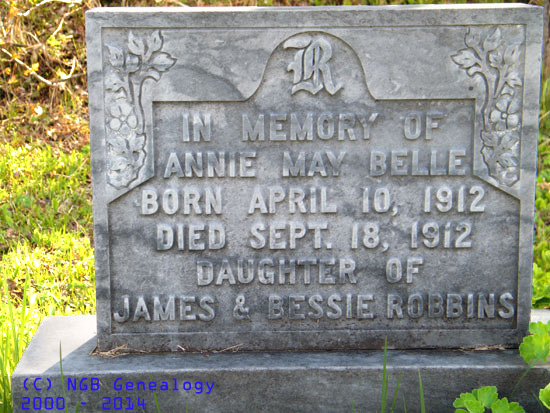 R
IN MEMORY OF
ANNIE MAY BELLE
BORN APRIL 10, 1912
DIED SEPT. 18, 1912
DAUGHTER OF
JAMES & BESSIE ROBBINS
(C) NGB Genealogy
2000 - 2014